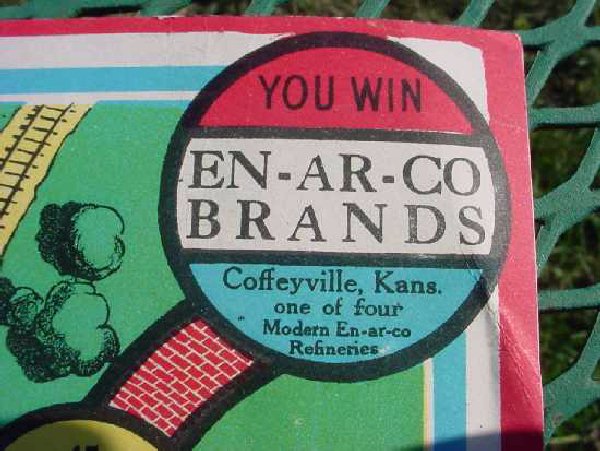 YOU WIN
EN-AR-CO
BRANDS
Coffeyville, Kans.
one of four
Modern En-ar-co
Refineries